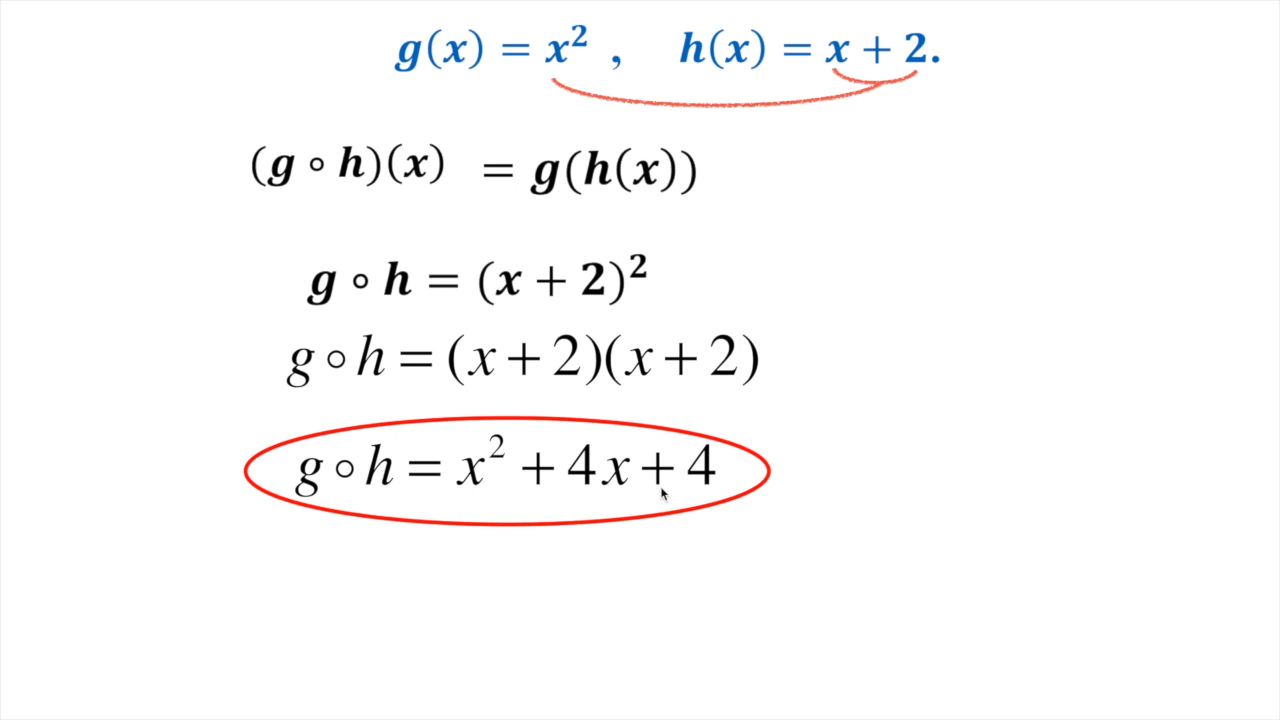 g(x) = x² , h(x) = x + 2.
(g ∘ h)(x) = g(h(x))
g ∘ h = (x + 2)²
g ∘ h = (x + 2)(x + 2)
g ∘ h = x² + 4x + 4